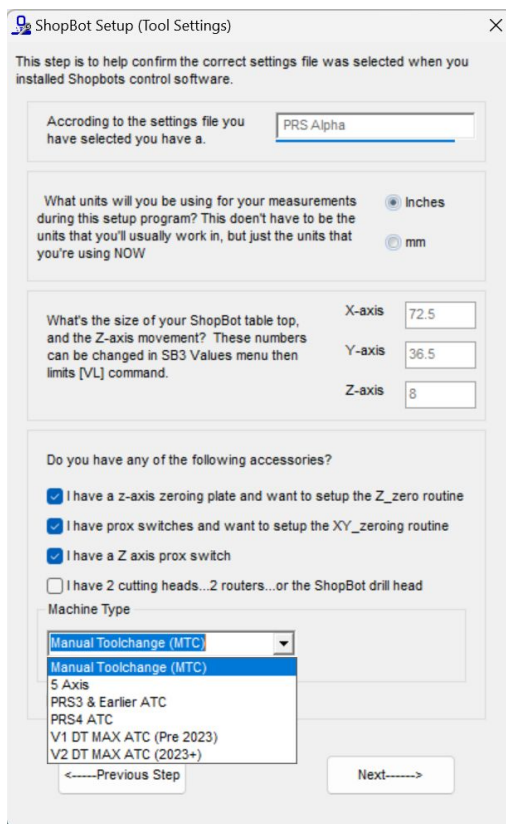 ShopBot Setup (Tool Settings)
This step is to help confirm the correct settings file was selected when you
installed Shopbots control software.
Accroding to the settings file you
have selected you have a.
PRS Alpha
What units will you be using for your measurements
during this setup program? This doen't have to be the
units that you'll usually work in, but just the units that
you're using NOW
Inches
mm
What's the size of your ShopBot table top,
and the Z-axis movement? These numbers
can be changed in SB3 Values menu then
limits [VL] command.
X-axis 72.5
Y-axis 36.5
Z-axis 8
Do you have any of the following accessories?
I have a z-axis zeroing plate and want to setup the Z_zero routine
I have prox switches and want to setup the XY_zeroing routine
I have a Z axis prox switch
I have 2 cutting heads...2 routers...or the ShopBot drill head
Machine Type
Manual Toolchange (MTC)
Manual Toolchange (MTC)
5 Axis
PRS3 & Earlier ATC
PRS4 ATC
V1 DT MAX ATC (Pre 2023)
V2 DT MAX ATC (2023+)
<-----Previous Step
Next------>